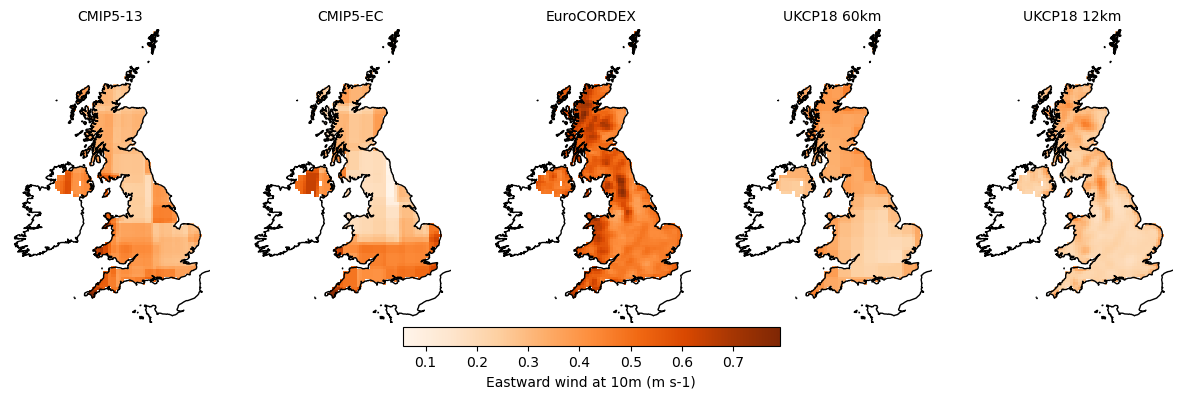 CMIP5-13
CMIP5-EC
EuroCORDEX
UKCP18 60km
UKCP18 12km
0.1 0.2 0.3 0.4 0.5 0.6 0.7
Eastward wind at 10m (m s-1)